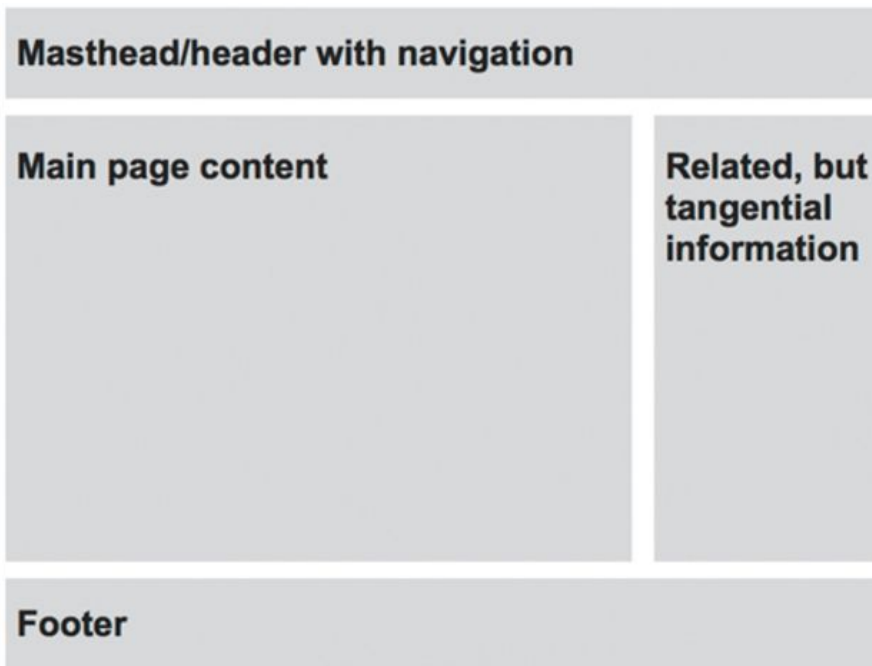 Masthead/header with navigation
Main page content
Related, but
tangential
information
Footer